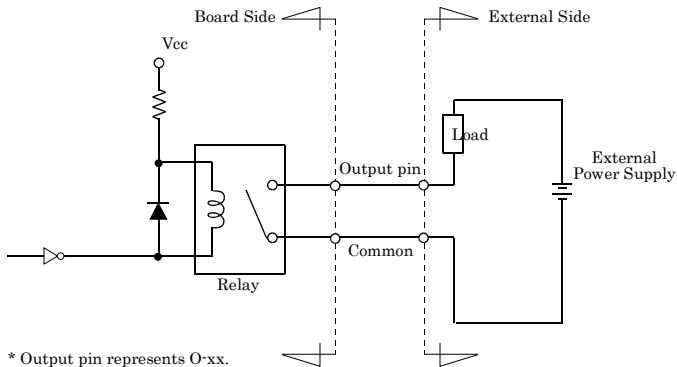 Board Side
External Side
Vcc
Load
Output pin
External
Power Supply
Common
Relay
* Output pin represents O-xx.